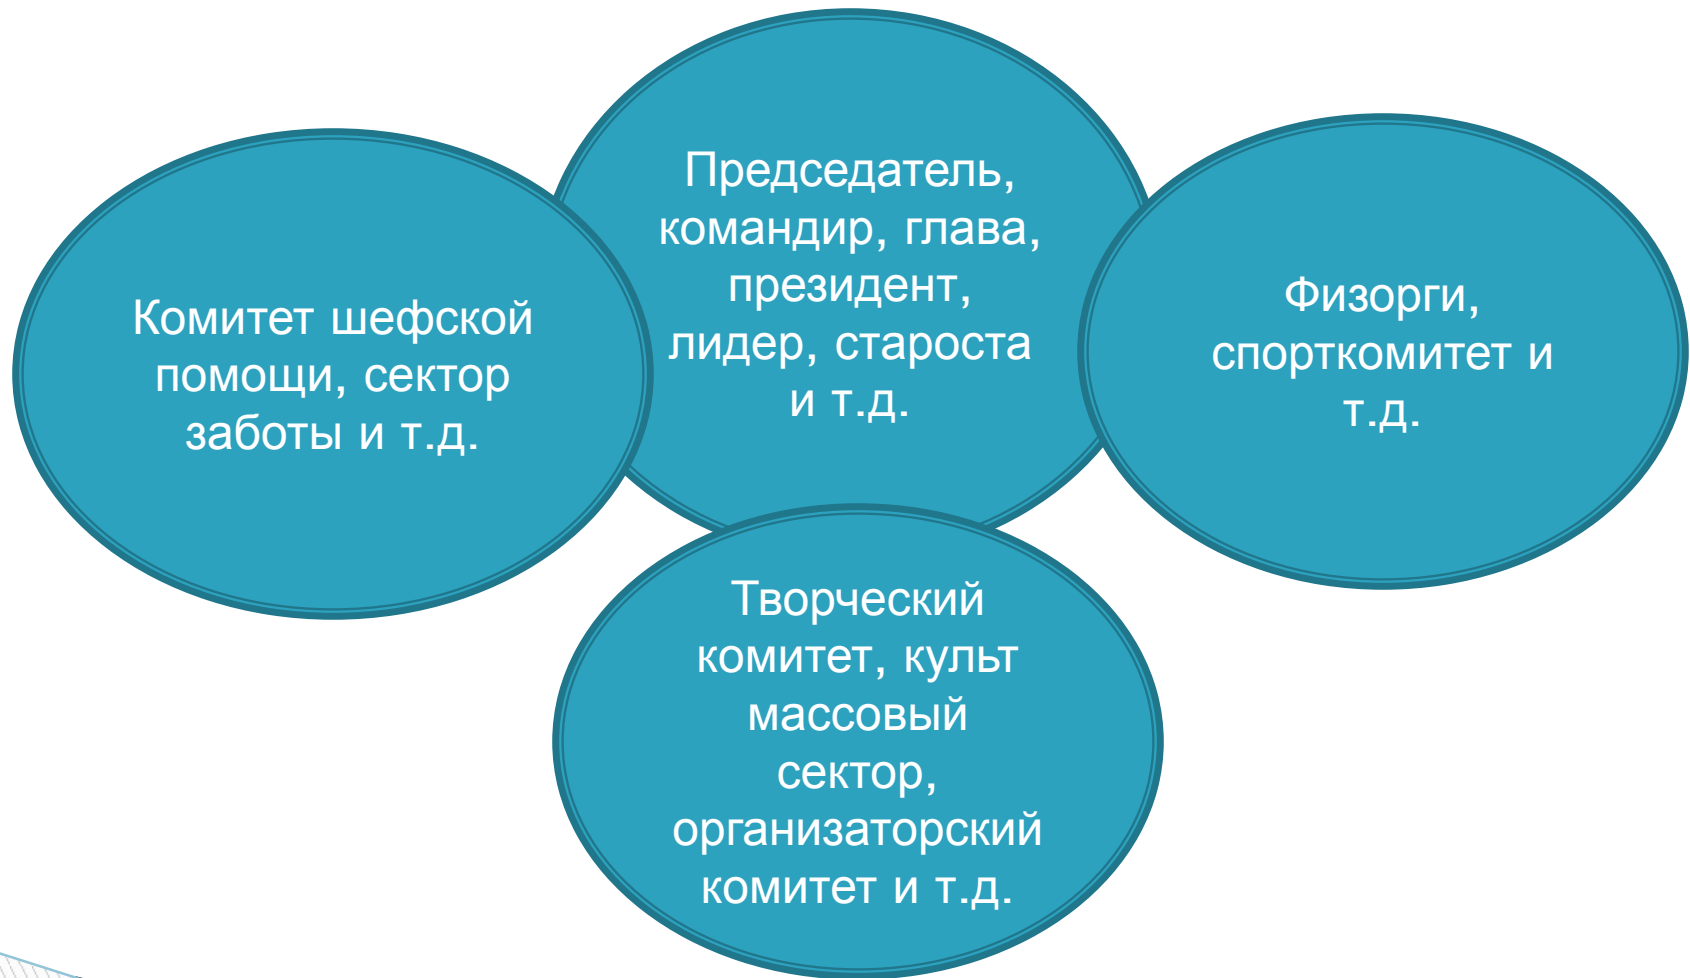 Председатель,
командир, глава,
президент,
лидер, староста
и т.д.
Комитет шефской
помощи, сектор
заботы и т.д.
Физорги,
спорткомитет и
т.д.
Творческий
комитет, культ
массовый
сектор,
организаторский
комитет и т.д.